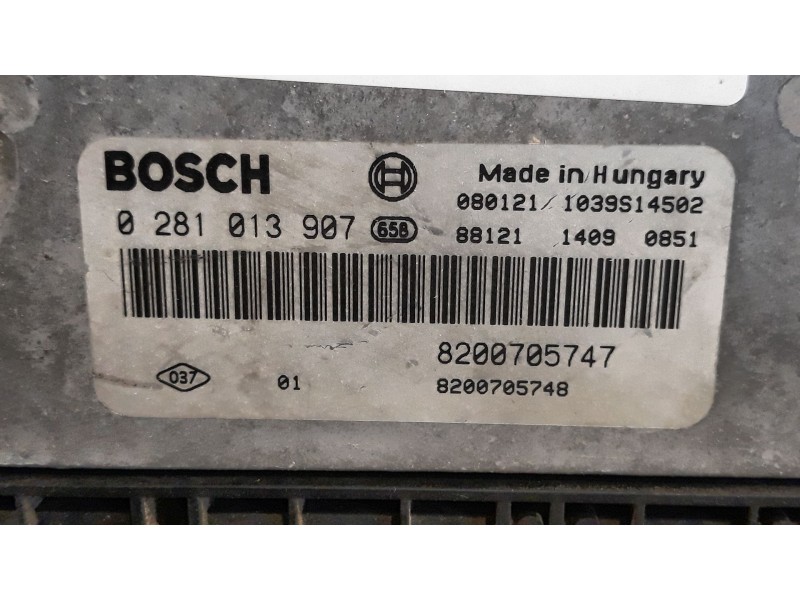 BOSCH
Made in Hungary
080121/ 1039S14502
0 281 013 907 658
88121 1409 0851
8200705747
037 01
8200705748